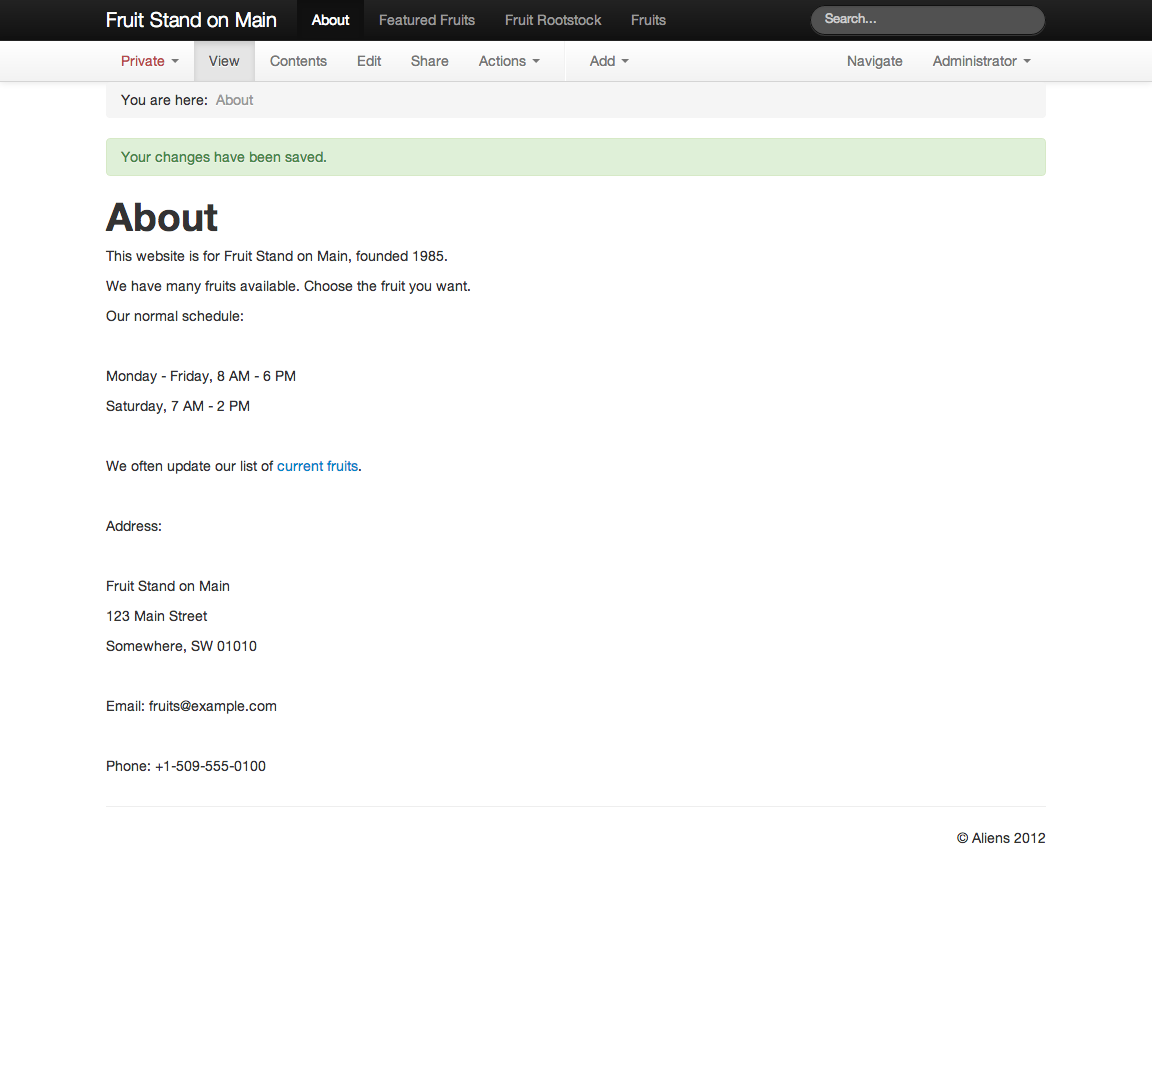 Fruit Stand on Main About Featured Fruits Fruit Rootstock Fruits Search...
Private View Contents Edit Share Actions Add Navigate Administrator
You are here: About
Your changes have been saved.
About
This website is for Fruit Stand on Main, founded 1985.
We have many fruits available. Choose the fruit you want.
Our normal schedule:
Monday - Friday, 8 AM - 6 PM
Saturday, 7 AM - 2 PM
We often update our list of current fruits.
Address:
Fruit Stand on Main
123 Main Street
Somewhere, SW 01010
Email: fruits@example.com
Phone: +1-509-555-0100
© Aliens 2012